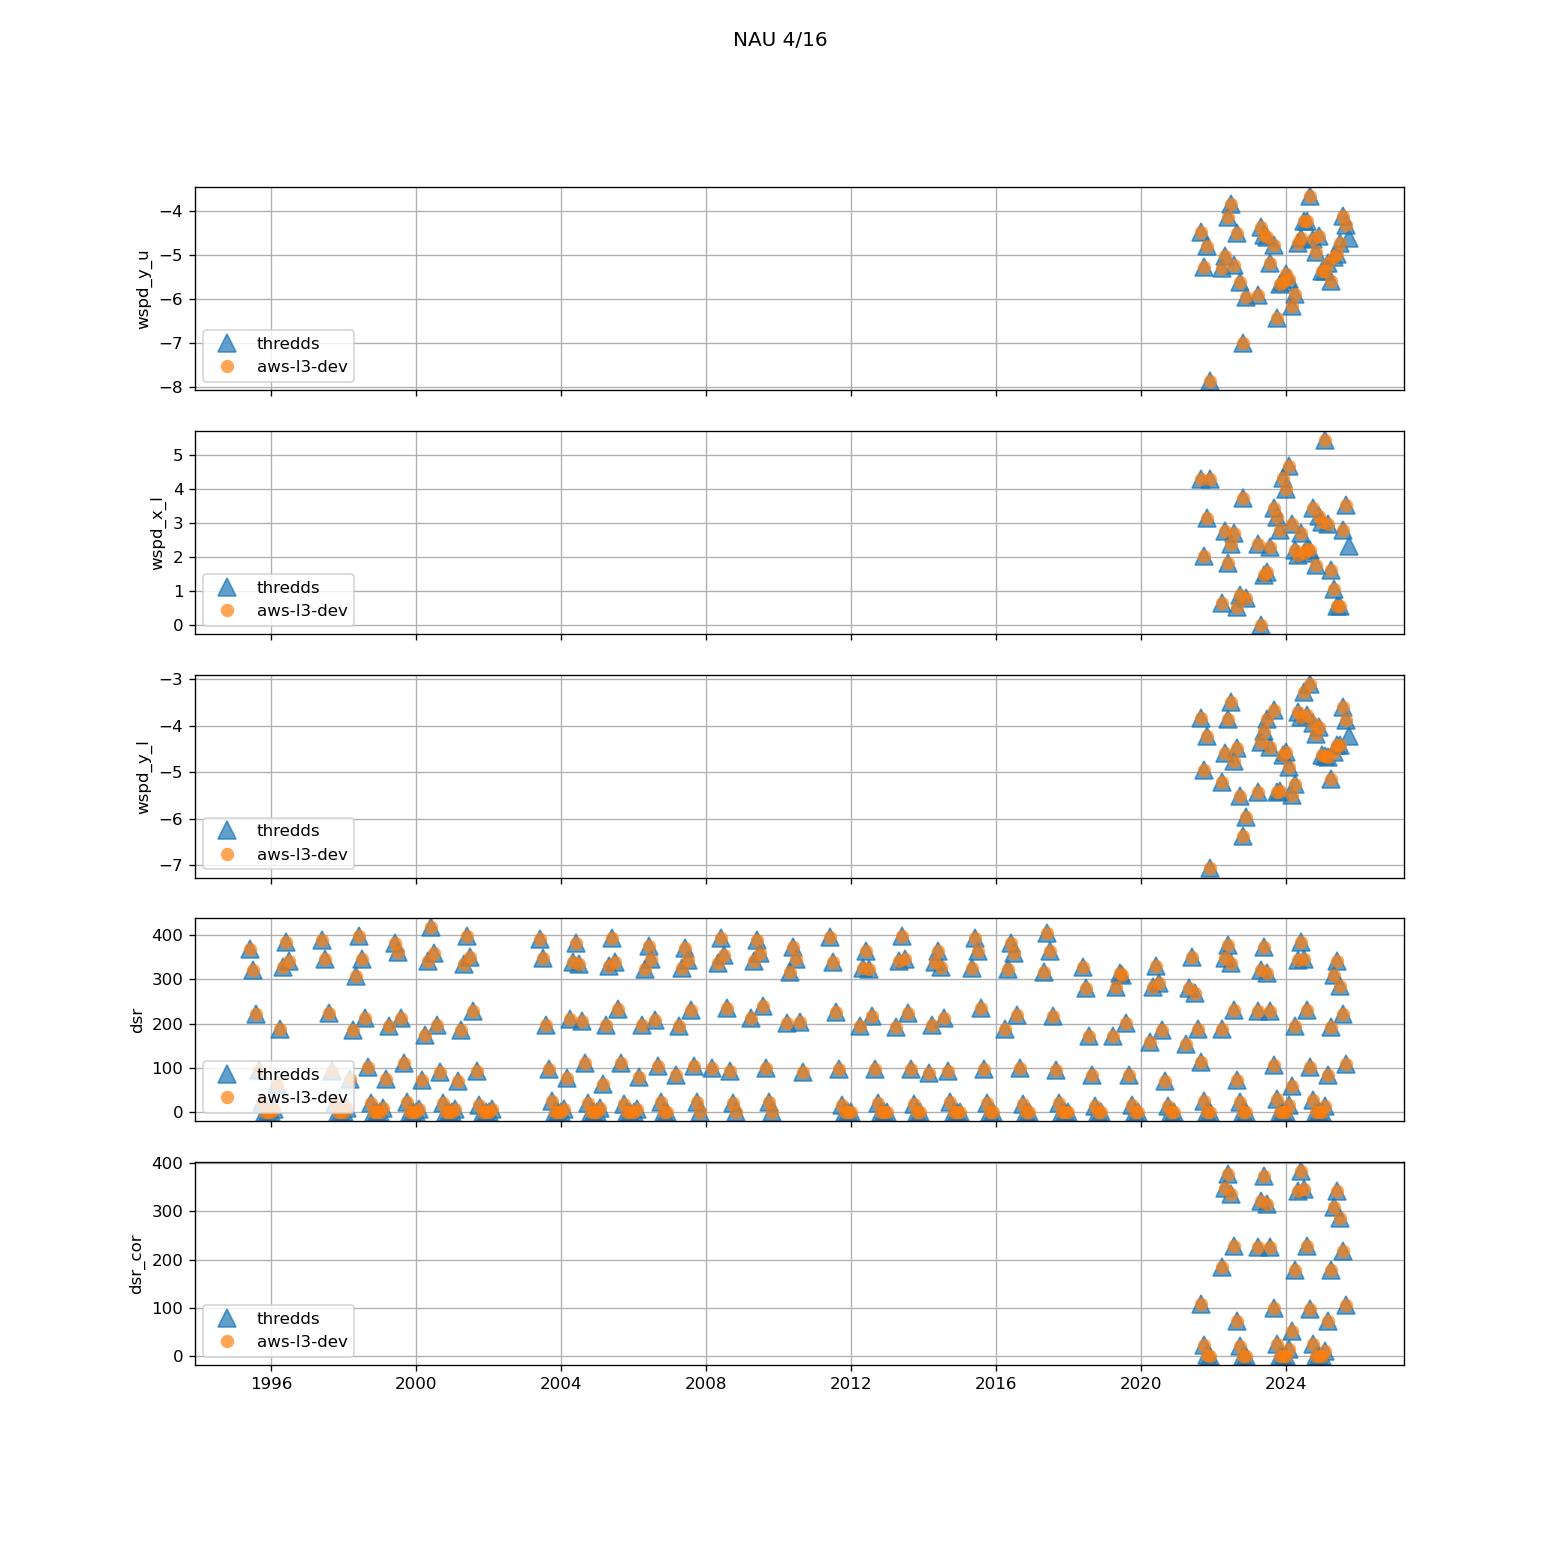 NAU 4/16
wspd_y_u
−4
−5
−6
−7
−8
thredds
aws-l3-dev
wspd_x_l
5
4
3
2
1
0
thredds
aws-l3-dev
wspd_y_l
−3
−4
−5
−6
−7
thredds
aws-l3-dev
dsr
400
300
200
100
0
thredds
aws-l3-dev
dsr_cor
400
300
200
100
0
thredds
aws-l3-dev
1996 2000 2004 2008 2012 2016 2020 2024